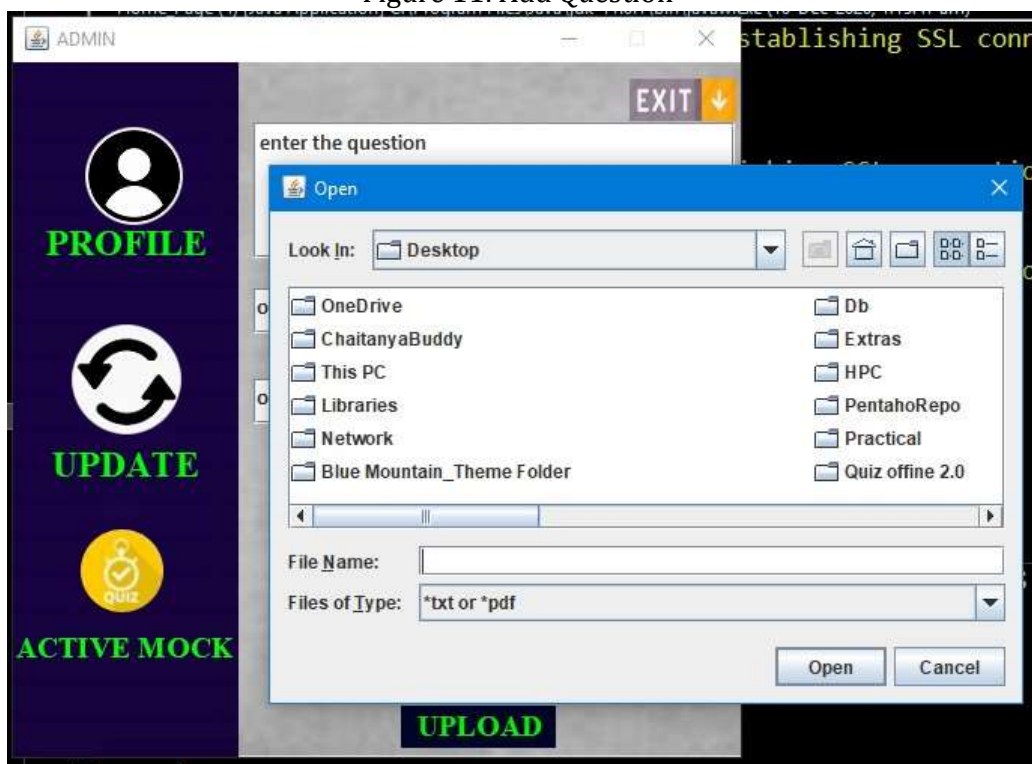 Figure 11: Add Question
ADMIN
stablishing SSL conn
EXIT
enter the question
Open
PROFILE
Look In:
Desktop
OneDrive
ChaitanyaBuddy
This PC
Libraries
Network
Blue Mountain_Theme Folder
Db
Extras
HPC
PentahoRepo
Practical
Quiz offine 2.0
UPDATE
File Name:
Files of Type:
*txt or *pdf
QUIZ
ACTIVE MOCK
Open
Cancel
UPLOAD